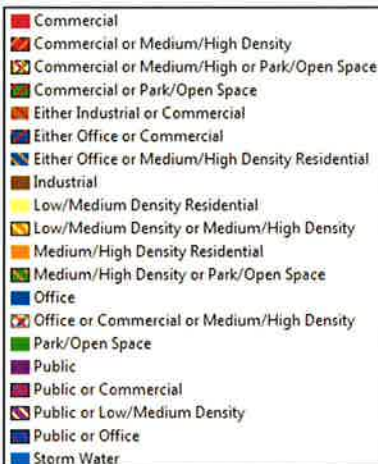 Commercial
Commercial or Medium/High Density
Commercial or Medium/High or Park/Open Space
Commercial or Park/Open Space
Either Industrial or Commercial
Either Office or Commercial
Either Office or Medium/High Density Residential
Industrial
Low/Medium Density Residential
Low/Medium Density or Medium/High Density
Medium/High Density Residential
Medium/High Density or Park/Open Space
Office
Office or Commercial or Medium/High Density
Park/Open Space
Public
Public or Commercial
Public or Low/Medium Density
Public or Office
Storm Water